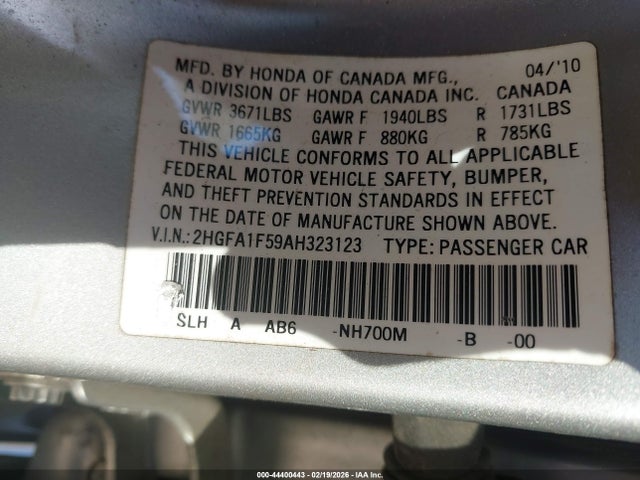 MFD. BY HONDA OF CANADA MFG., 04/'10
A DIVISION OF HONDA CANADA INC. CANADA
GVWR 3671LBS GAWR F 1940LBS R 1731LBS
GVWR 1665KG GAWR F 880KG R 785KG
THIS VEHICLE CONFORMS TO ALL APPLICABLE
FEDERAL MOTOR VEHICLE SAFETY, BUMPER,
AND THEFT PREVENTION STANDARDS IN EFFECT
ON THE DATE OF MANUFACTURE SHOWN ABOVE.
V.I.N.: 2HGFA1F59AH323123 TYPE: PASSENGER CAR
SLH A AB6 -NH700M -B -00
000-44400443 - 02/19/2026 - IAA Inc.